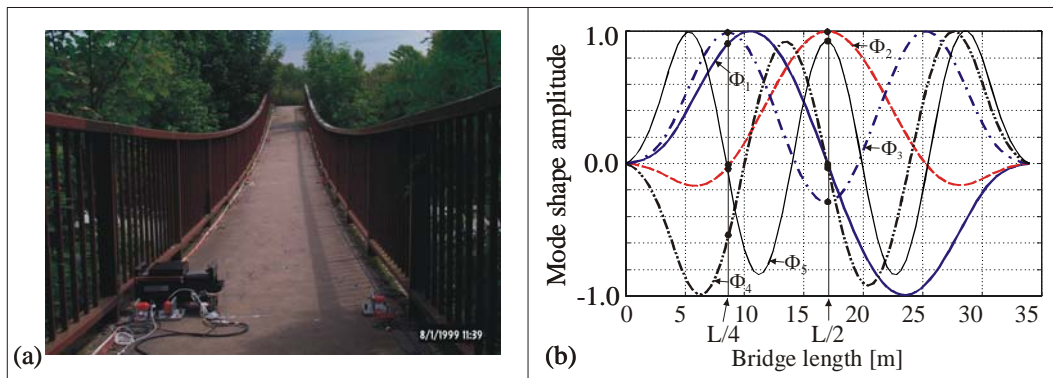 (a)
8/1/1999 11:39
(b)
Mode shape amplitude
1.0
0.0
-1.0
Φ1
Φ2
Φ3
Φ4
Φ5
0 5 10 15 20 25 30 35
L/4 L/2
Bridge length [m]